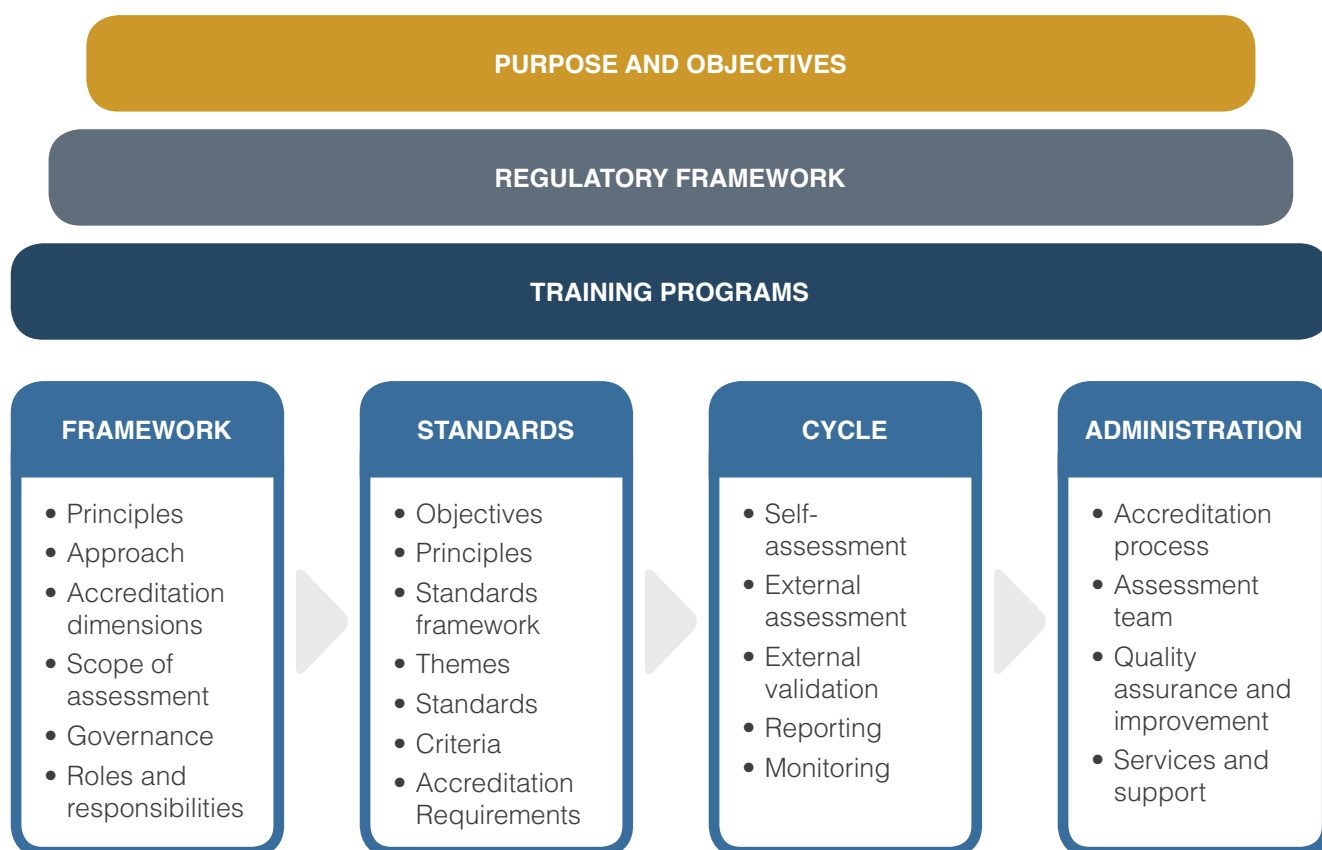 PURPOSE AND OBJECTIVES
REGULATORY FRAMEWORK
TRAINING PROGRAMS
FRAMEWORK
• Principles
• Approach
• Accreditation
dimensions
• Scope of
assessment
• Governance
• Roles and
responsibilities
STANDARDS
• Objectives
• Principles
• Standards
framework
• Themes
• Standards
• Criteria
• Accreditation
Requirements
CYCLE
• Self-
assessment
• External
assessment
• External
validation
• Reporting
• Monitoring
ADMINISTRATION
• Accreditation
process
• Assessment
team
• Quality
assurance and
improvement
• Services and
support